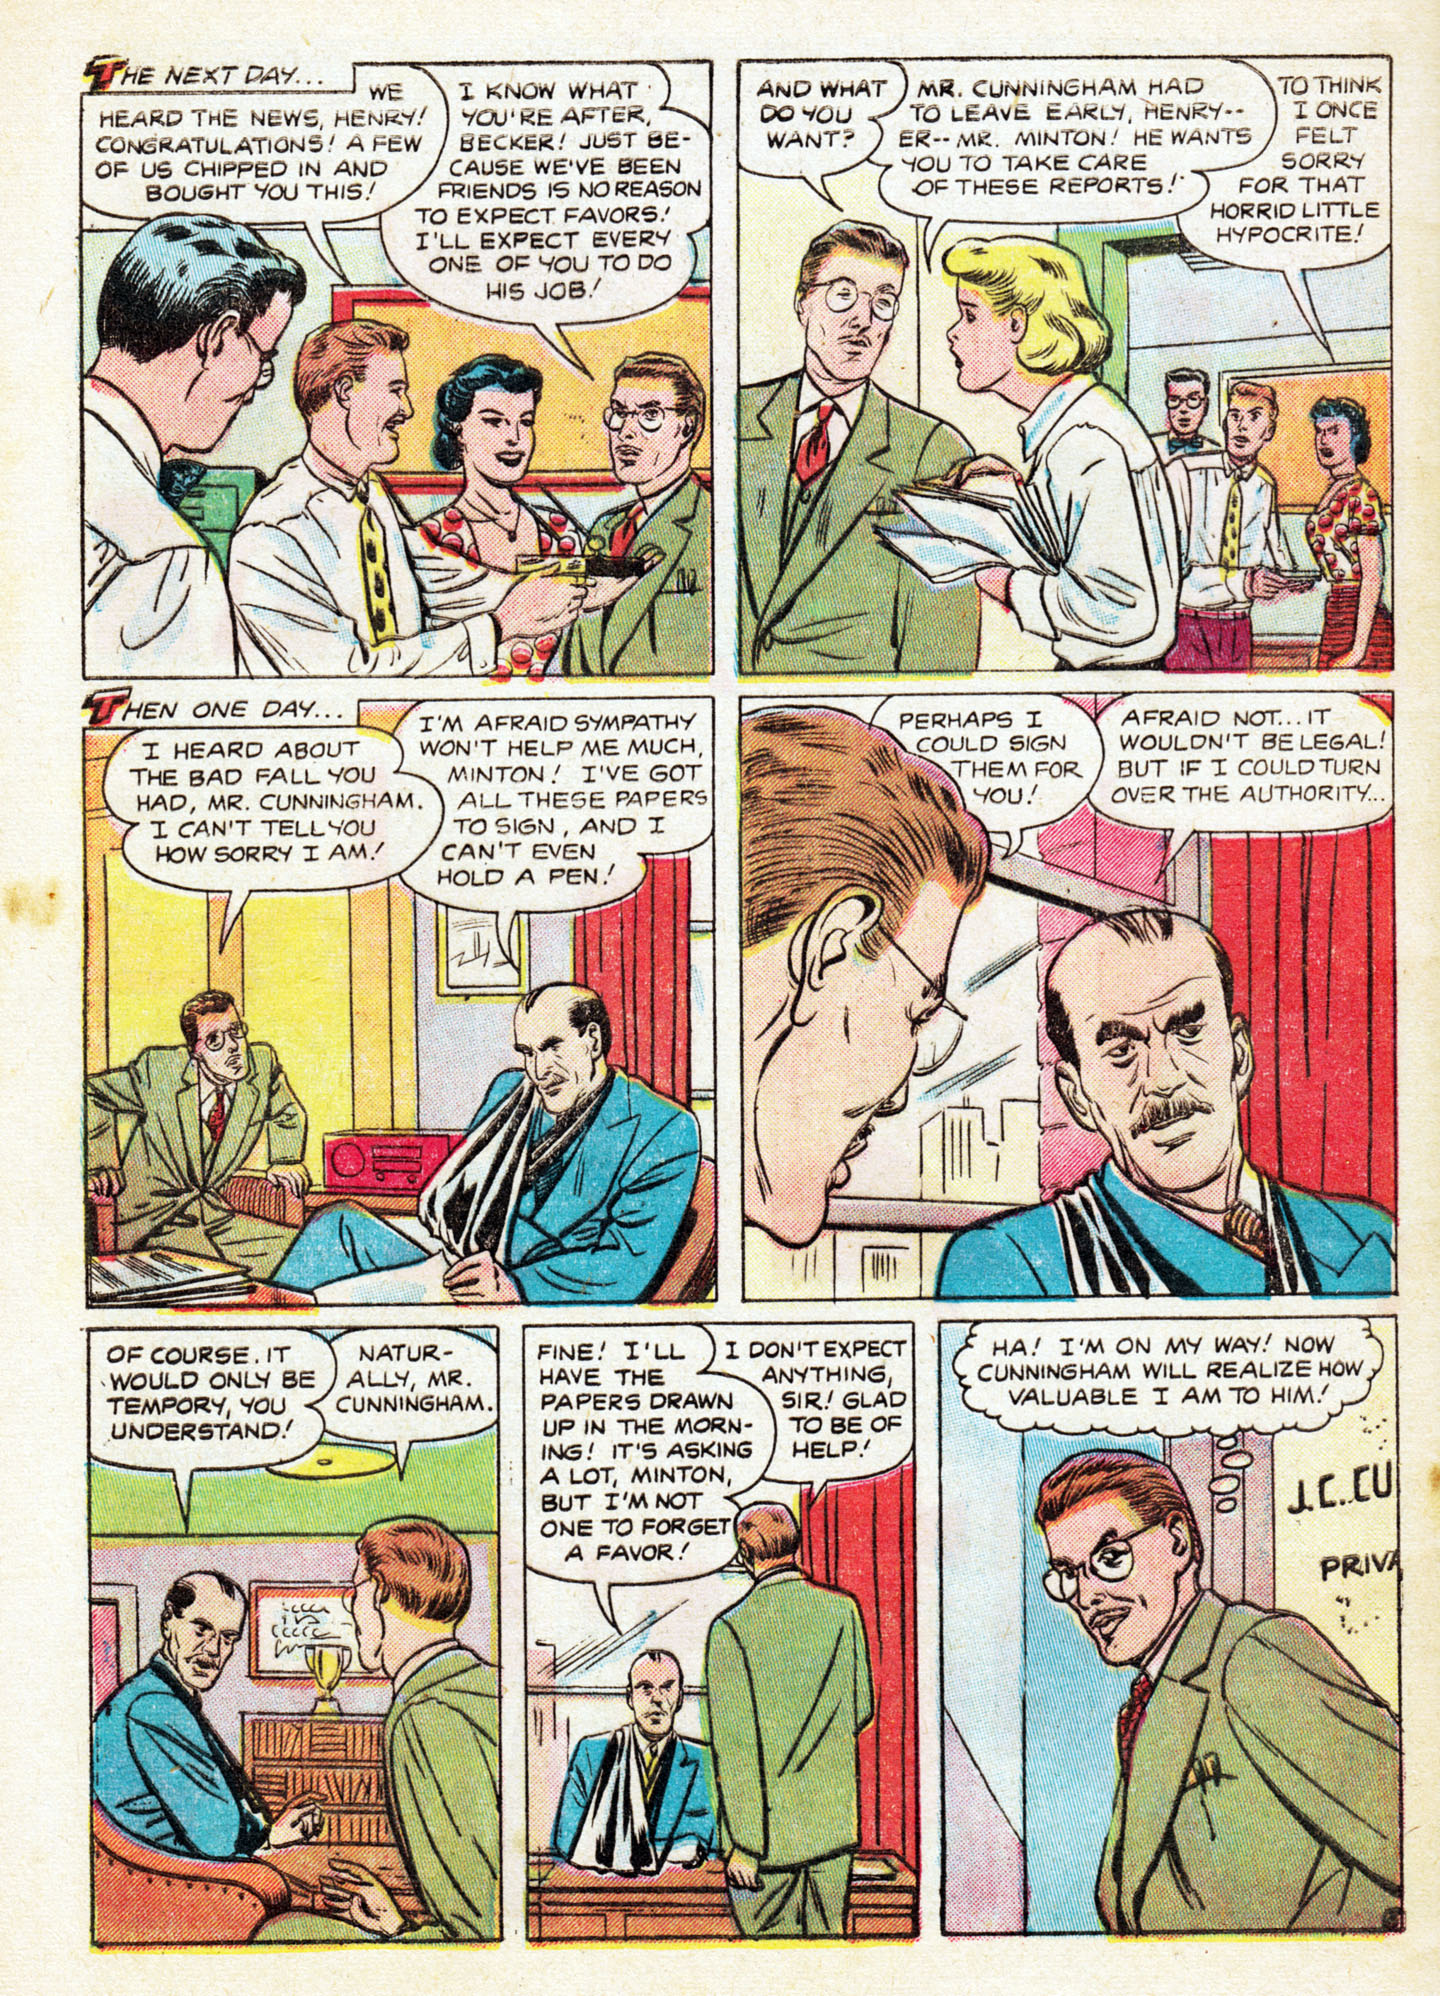 THE NEXT DAY...
WE
HEARD THE NEWS, HENRY!
CONGRATULATIONS! A FEW
OF US CHIPPED IN AND
BOUGHT YOU THIS!
I KNOW WHAT
YOU'RE AFTER,
BECKER! JUST BE-
CAUSE WE'VE BEEN
FRIENDS IS NO REASON
TO EXPECT FAVORS!
I'LL EXPECT EVERY
ONE OF YOU TO DO
HIS JOB!
AND WHAT
DO YOU
WANT?
MR. CUNNINGHAM HAD
TO LEAVE EARLY, HENRY--
ER-- MR. MINTON! HE WANTS
YOU TO TAKE CARE
OF THESE REPORTS!
TO THINK
I ONCE
FELT
SORRY
FOR THAT
HORRID LITTLE
HYPOCRITE!
THEN ONE DAY...
I HEARD ABOUT
THE BAD FALL YOU
HAD, MR. CUNNINGHAM.
I CAN'T TELL YOU
HOW SORRY I AM!
I'M AFRAID SYMPATHY
WON'T HELP ME MUCH,
MINTON! I'VE GOT
ALL THESE PAPERS
TO SIGN, AND I
CAN'T EVEN
HOLD A PEN!
PERHAPS I
COULD SIGN
THEM FOR
YOU!
AFRAID NOT... IT
WOULDN'T BE LEGAL!
BUT IF I COULD TURN
OVER THE AUTHORITY...
OF COURSE. IT
WOULD ONLY BE
TEMPORY, YOU
UNDERSTAND!
NATUR-
ALLY, MR.
CUNNINGHAM.
FINE! I'LL
HAVE THE
PAPERS DRAWN
UP IN THE MORN-
ING! IT'S ASKING
A LOT, MINTON,
BUT I'M NOT
ONE TO FORGET
A FAVOR!
I DON'T EXPECT
ANYTHING,
SIR! GLAD
TO BE OF
HELP!
HA! I'M ON MY WAY! NOW
CUNNINGHAM WILL REALIZE HOW
VALUABLE I AM TO HIM!
J.C. CU
PRIVA